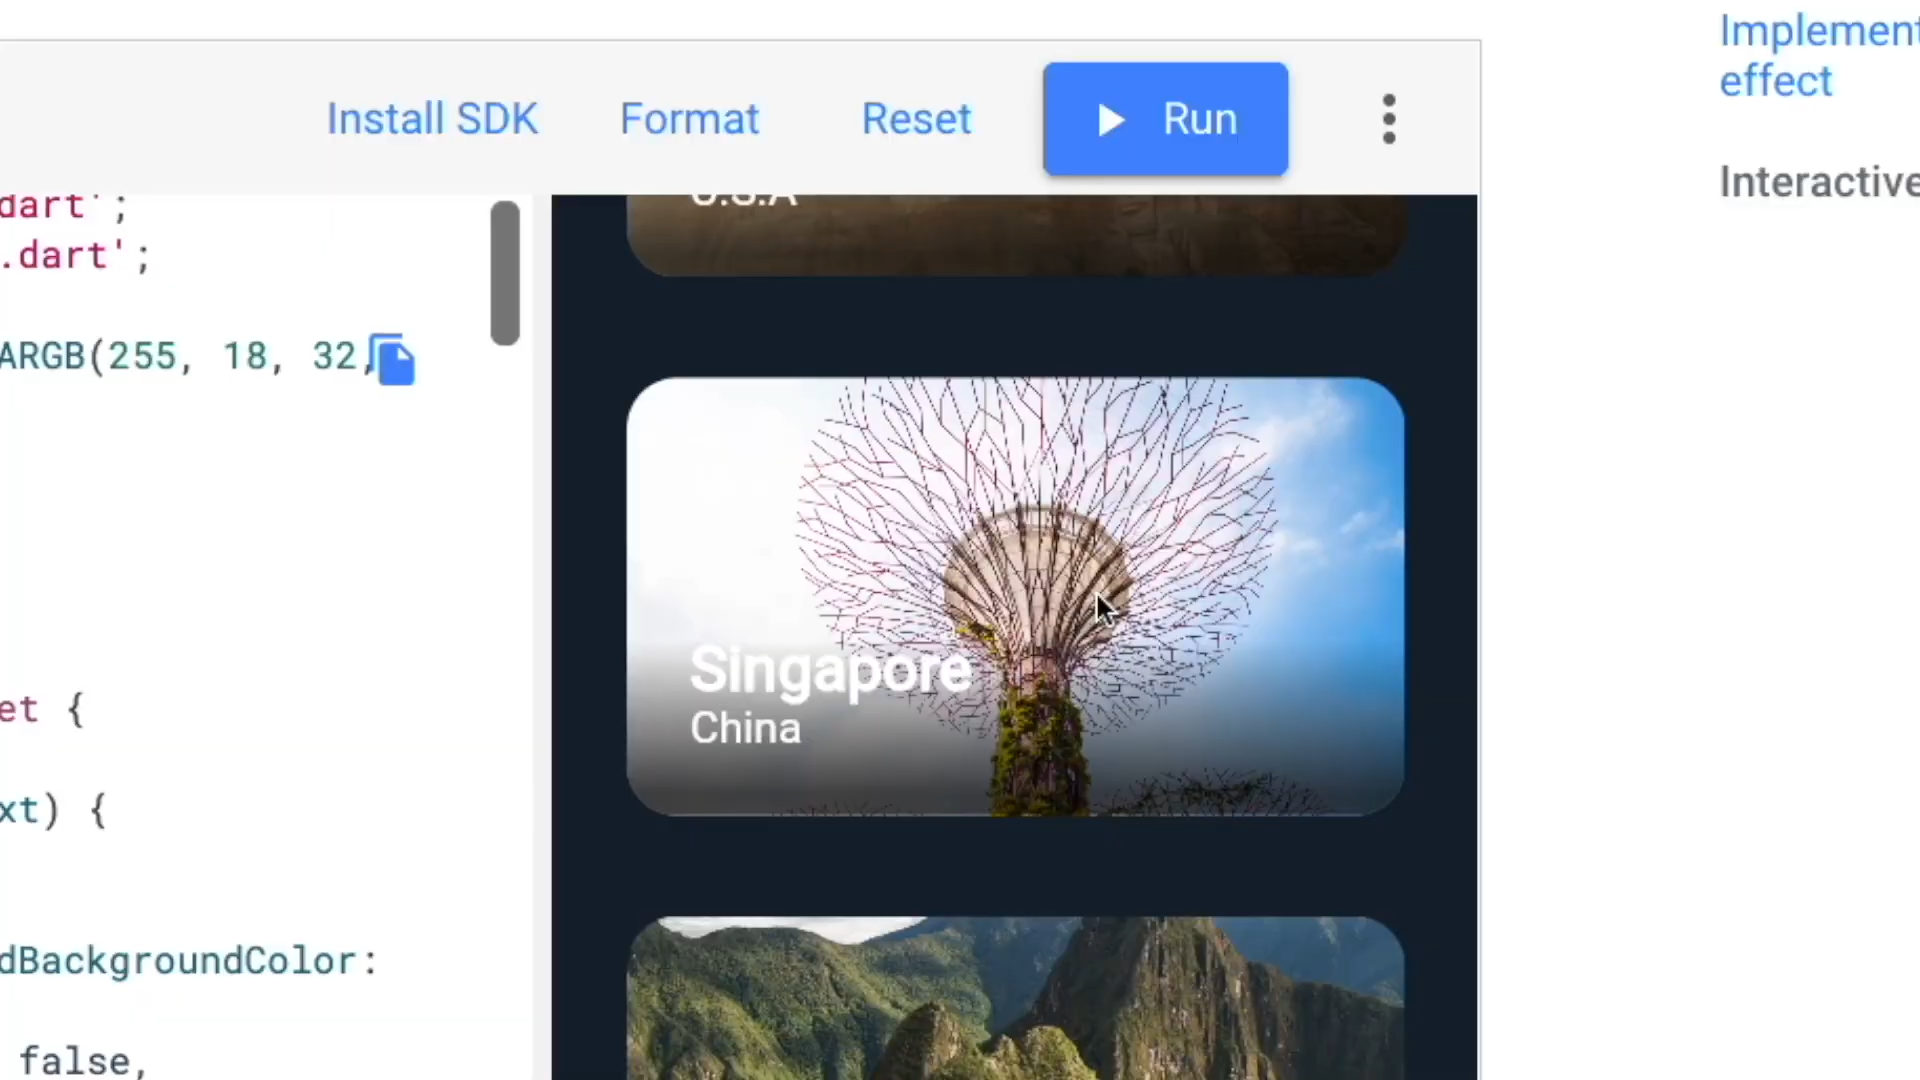 Implement
effect
Interactive
Install SDK
Format
Reset
Run
dart';
.dart';
ARGB(255, 18, 32,
et {
xt) {
dBackgroundColor:
false,
U.S.A
Singapore
China